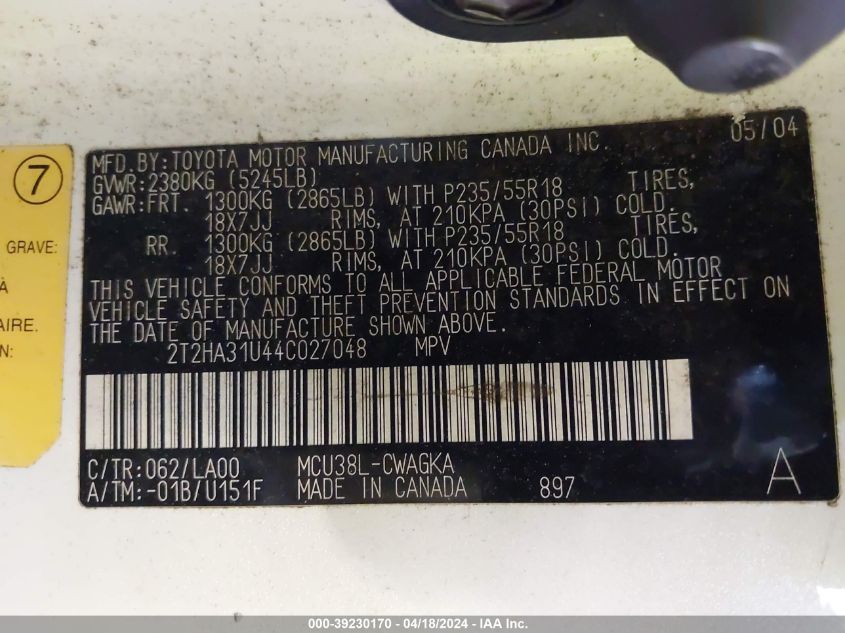 05/04
MFD. BY: TOYOTA MOTOR MANUFACTURING CANADA INC.
GVWR: 2380KG (5245LB)
GAWR: FRT. 1300KG (2865LB) WITH P235/55R18 TIRES,
18X7JJ RIMS, AT 210KPA (30PSI) COLD.
RR. 1300KG (2865LB) WITH P235/55R18 TIRES,
18X7JJ RIMS, AT 210KPA (30PSI) COLD.
THIS VEHICLE CONFORMS TO ALL APPLICABLE FEDERAL MOTOR
VEHICLE SAFETY AND THEFT PREVENTION STANDARDS IN EFFECT ON
THE DATE OF MANUFACTURE SHOWN ABOVE.
2T2HA31U44C027048 MPV
C/TR: 062/LA00 MCU38L-CWAGKA
A/TM: -01B/U151F MADE IN CANADA 897 A
7
GRAVE:
À
AIRE.
N:
000-39230170 - 04/18/2024 - IAA Inc.